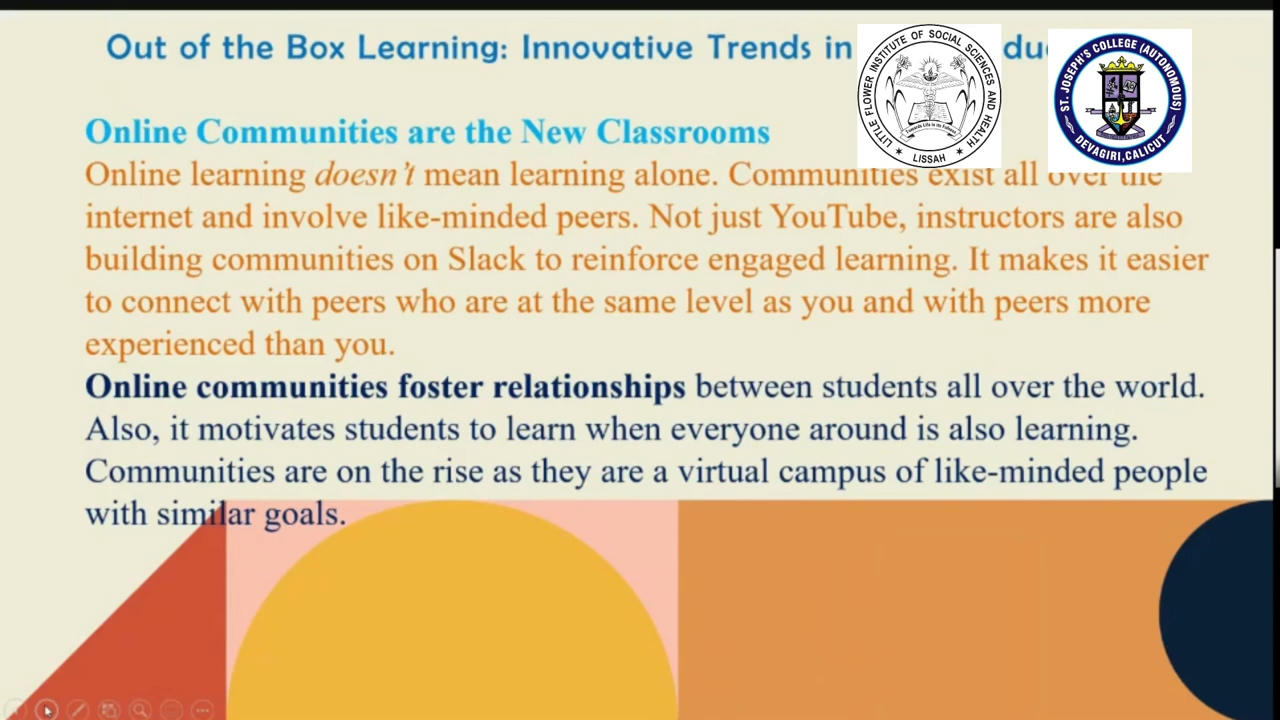 Out of the Box Learning: Innovative Trends in
LITTLE FLOWER INSTITUTE OF SOCIAL SCIENCES AND HEALTH
LISSAH
ST. JOSEPH'S COLLEGE (AUTONOMOUS)
DEVAGIRI, CALICUT
Online Communities are the New Classrooms
Online learning doesn't mean learning alone. Communities exist all over the
internet and involve like-minded peers. Not just YouTube, instructors are also
building communities on Slack to reinforce engaged learning. It makes it easier
to connect with peers who are at the same level as you and with peers more
experienced than you.
Online communities foster relationships between students all over the world.
Also, it motivates students to learn when everyone around is also learning.
Communities are on the rise as they are a virtual campus of like-minded people
with similar goals.